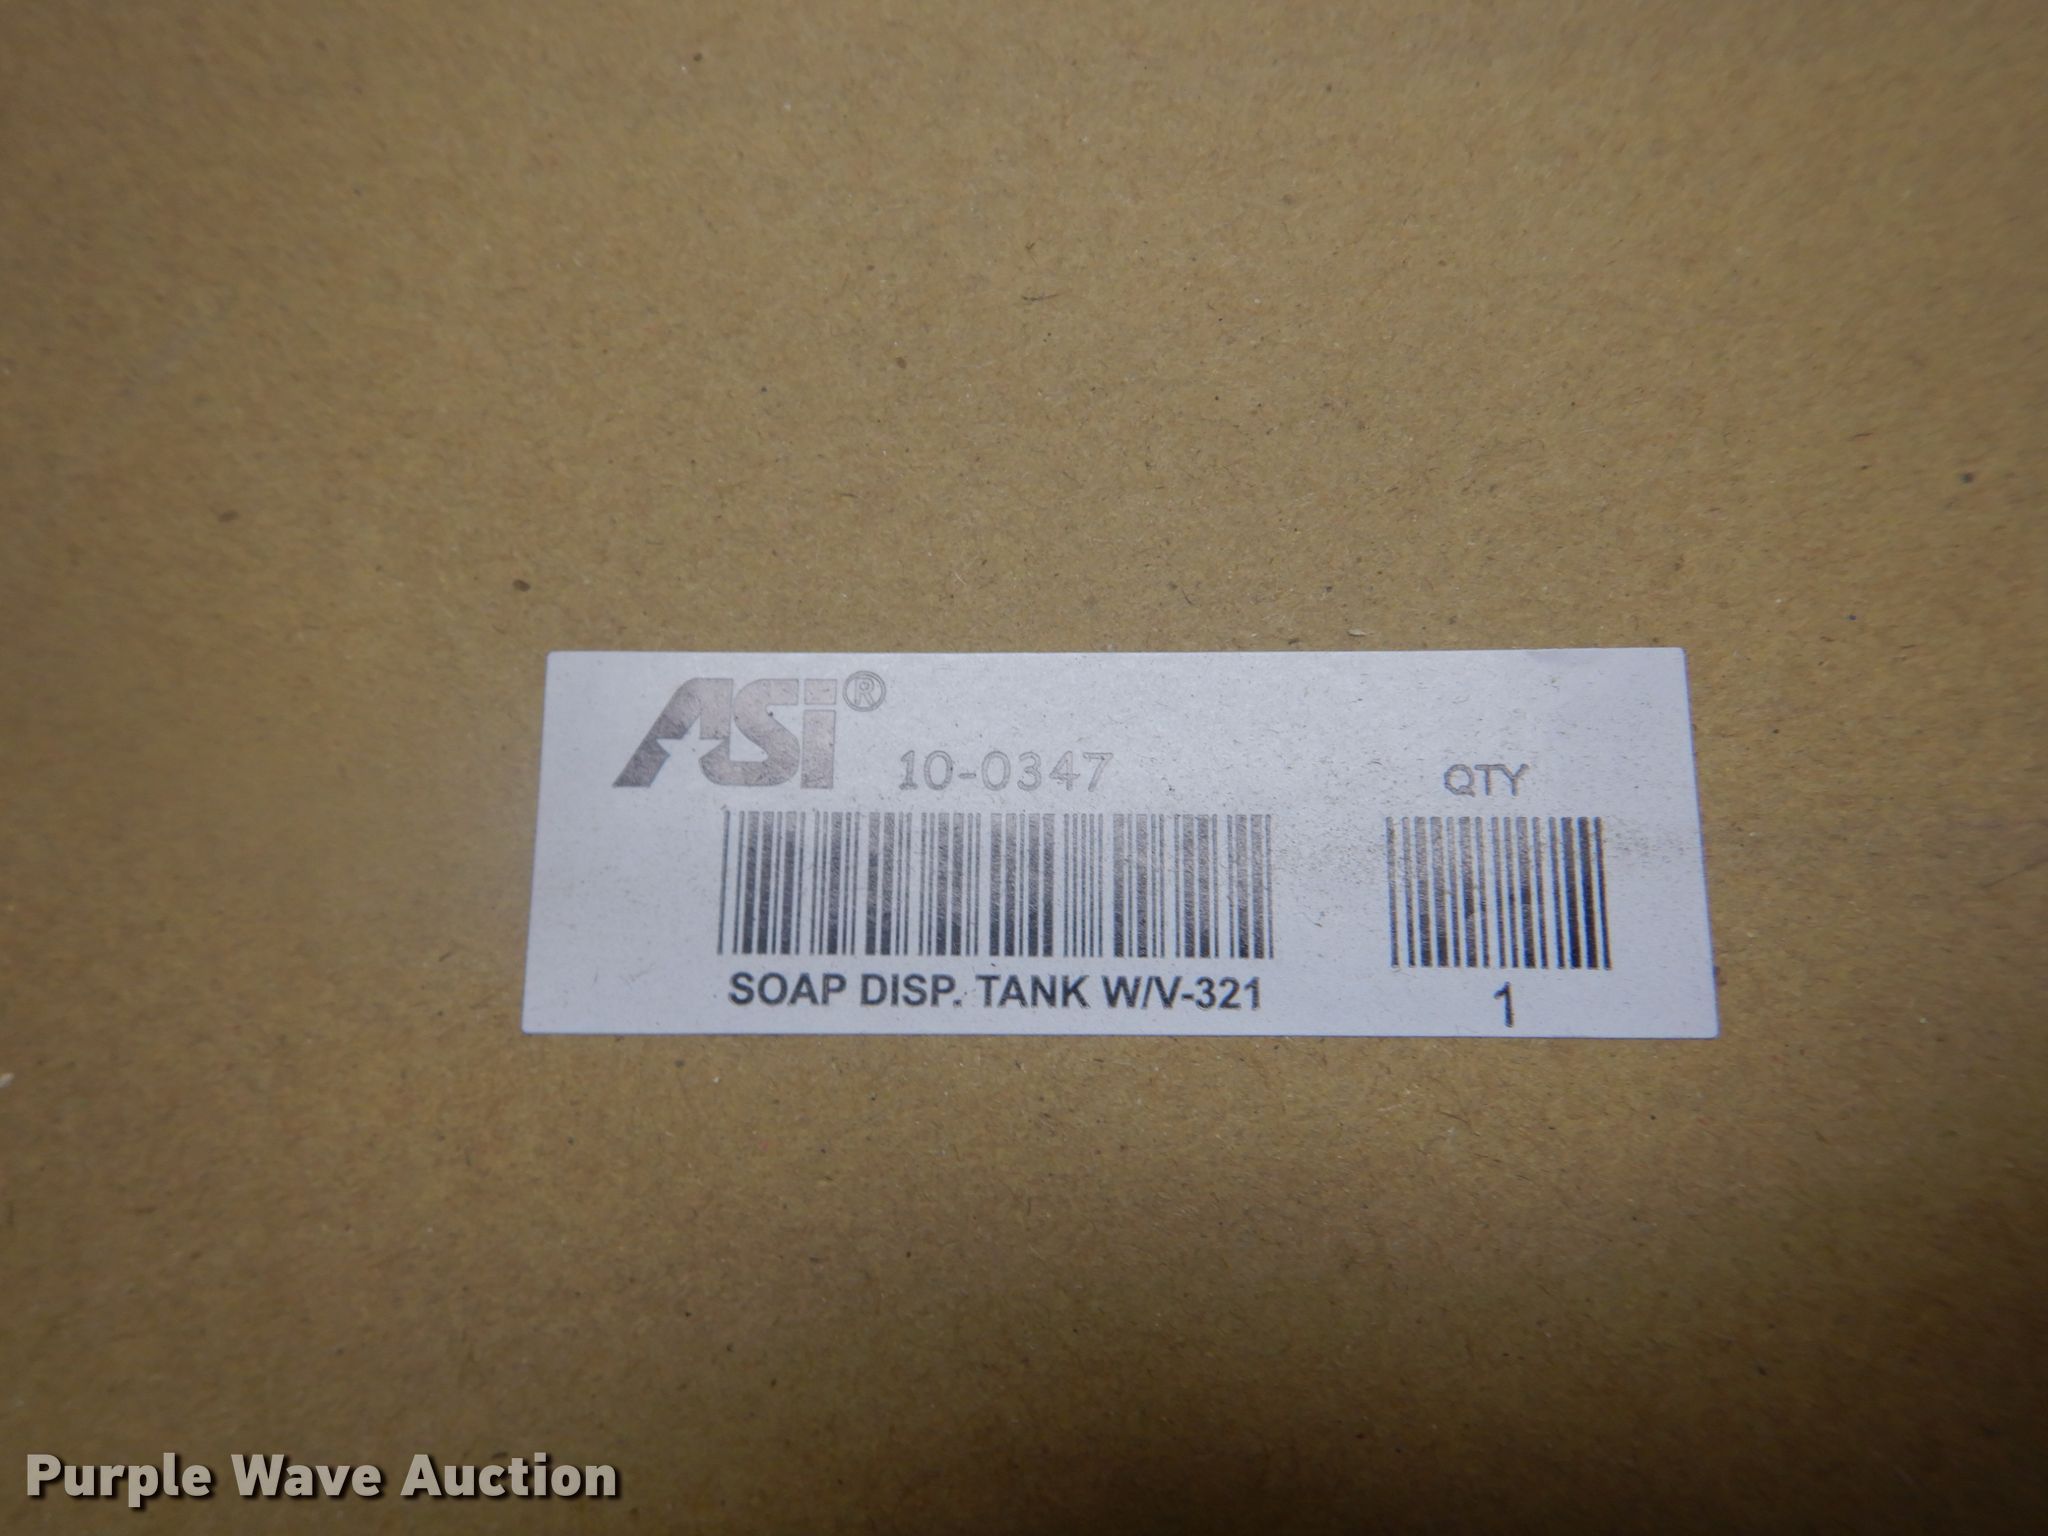 ASi®
10-0347
QTY
SOAP DISP. TANK W/V-321
1
Purple Wave Auction